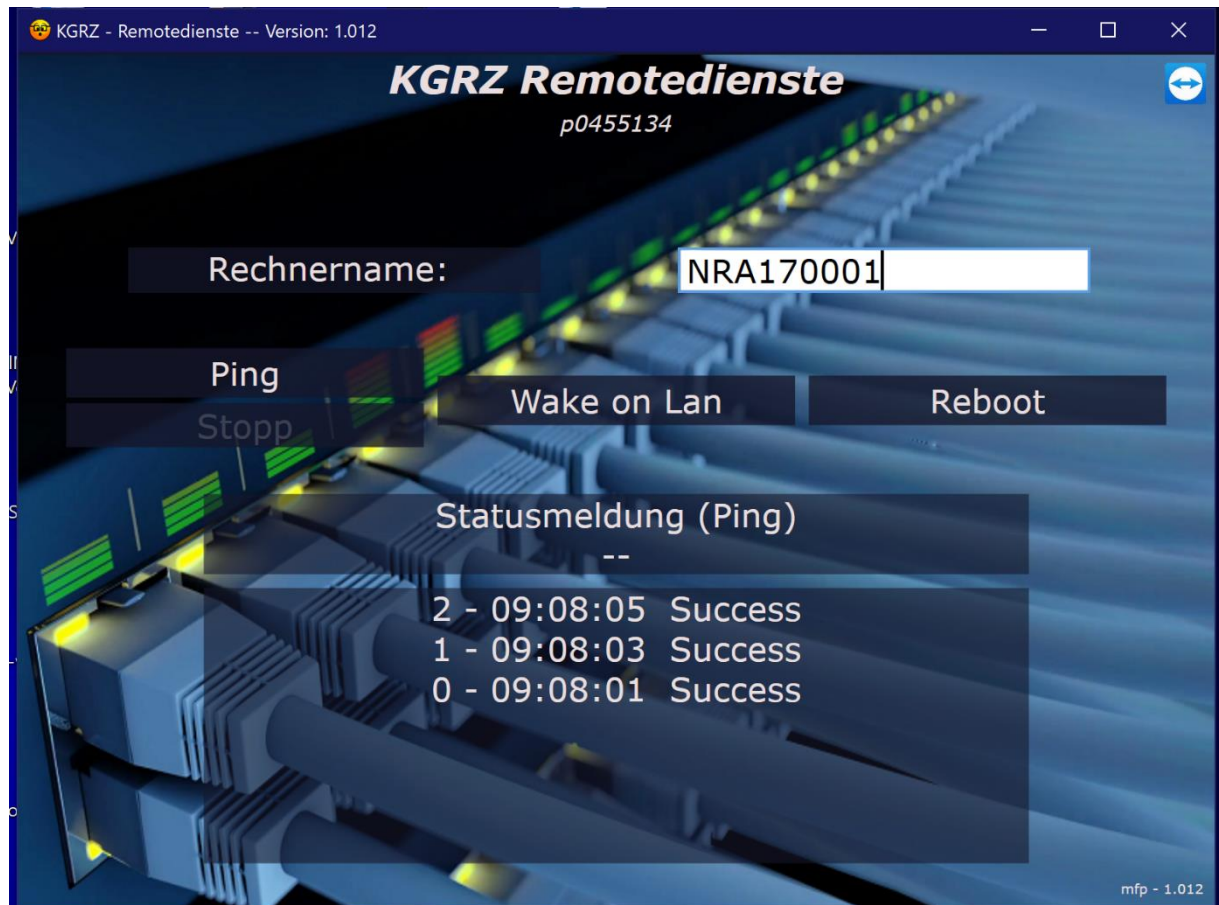 KGRZ - Remotedienste -- Version: 1.012
KGRZ Remotedienste
p0455134
Rechnername:
NRA170001
Ping
Stopp
Wake on Lan
Reboot
Statusmeldung (Ping)
--
2 - 09:08:05 Success
1 - 09:08:03 Success
0 - 09:08:01 Success
mfp - 1.012